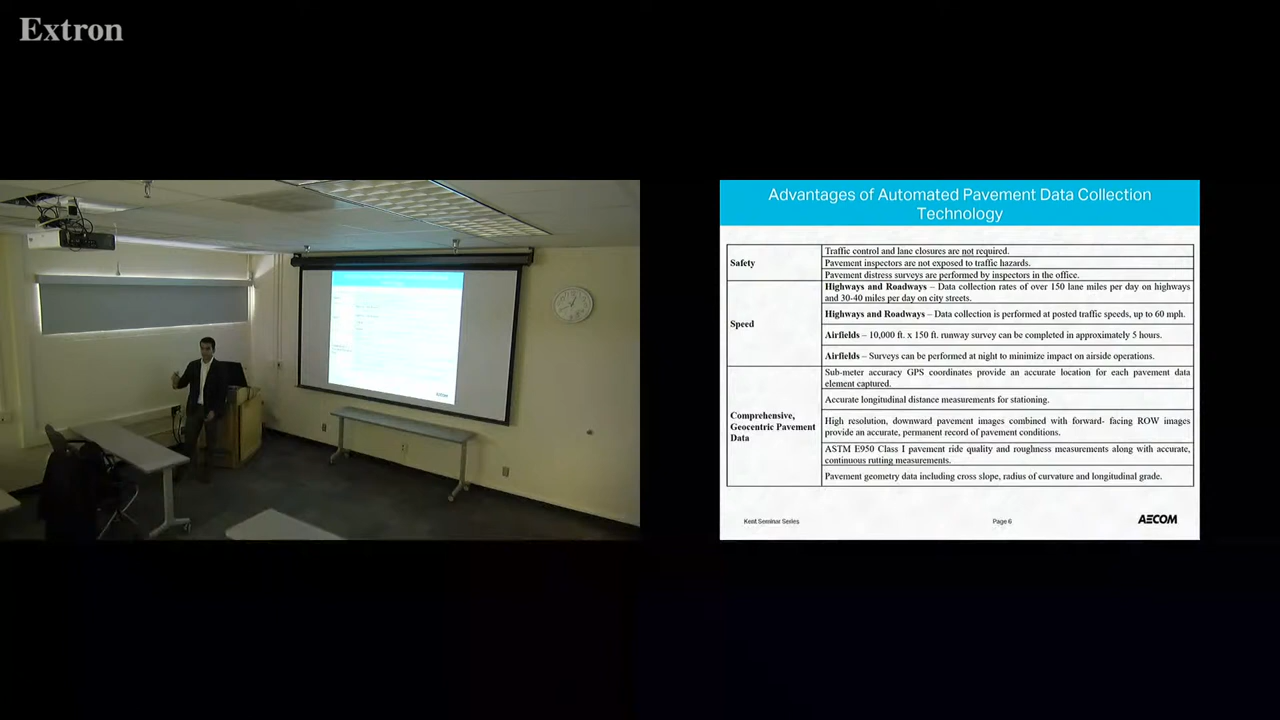 Extron
Advantages of Automated Pavement Data Collection
Technology
Safety
Traffic control and lane closures are not required.
Pavement inspectors are not exposed to traffic hazards.
Pavement distress surveys are performed by inspectors in the office.
Speed
Highways and Roadways – Data collection rates of over 150 lane miles per day on highways
and 30-40 miles per day on city streets.
Highways and Roadways – Data collection is performed at posted traffic speeds, up to 60 mph.
Airfields – 10,000 ft. x 150 ft. runway survey can be completed in approximately 5 hours.
Airfields – Surveys can be performed at night to minimize impact on airside operations.
Comprehensive,
Geocentric Pavement
Data
Sub-meter accuracy GPS coordinates provide an accurate location for each pavement data
element captured.
Accurate longitudinal distance measurements for stationing.
High resolution, downward pavement images combined with forward- facing ROW images
provide an accurate, permanent record of pavement conditions.
ASTM E950 Class I pavement ride quality and roughness measurements along with accurate,
continuous rutting measurements.
Pavement geometry data including cross slope, radius of curvature and longitudinal grade.
Kent Seminar Series
Page 6
AECOM